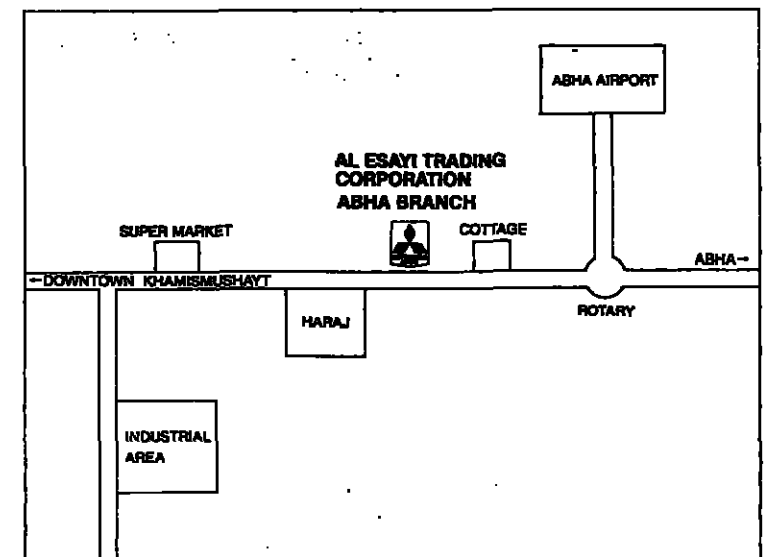 ABHA AIRPORT
AL ESAYI TRADING
CORPORATION
ABHA BRANCH
SUPER MARKET
COTTAGE
ABHA→
←DOWNTOWN KHAMISMUSHAYT
ROTARY
HARAJ
INDUSTRIAL
AREA